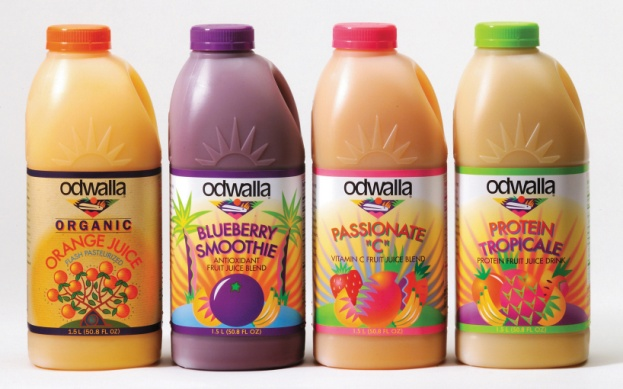 odwalla
ORGANIC
ORANGE JUICE
FLASH PASTEURIZED
1.5 L (50.8 FL OZ)
odwalla
BLUEBERRY
SMOOTHIE
ANTIOXIDANT
FRUIT JUICE BLEND
1.5 L (50.8 FL OZ)
odwalla
PASSIONATE
"C"
VITAMIN C FRUIT JUICE BLEND
1.5 L (50.8 FL OZ)
odwalla
PROTEIN
TROPICALE
PROTEIN FRUIT JUICE DRINK
1.5 L (50.8 FL OZ)